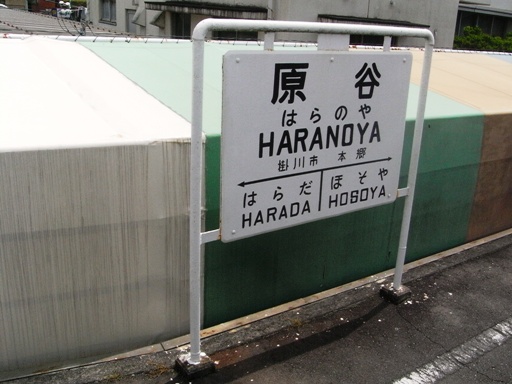 原谷
はらのや
HARANOYA
掛川市 本郷
はらだ ほそや
HARADA HOSOYA